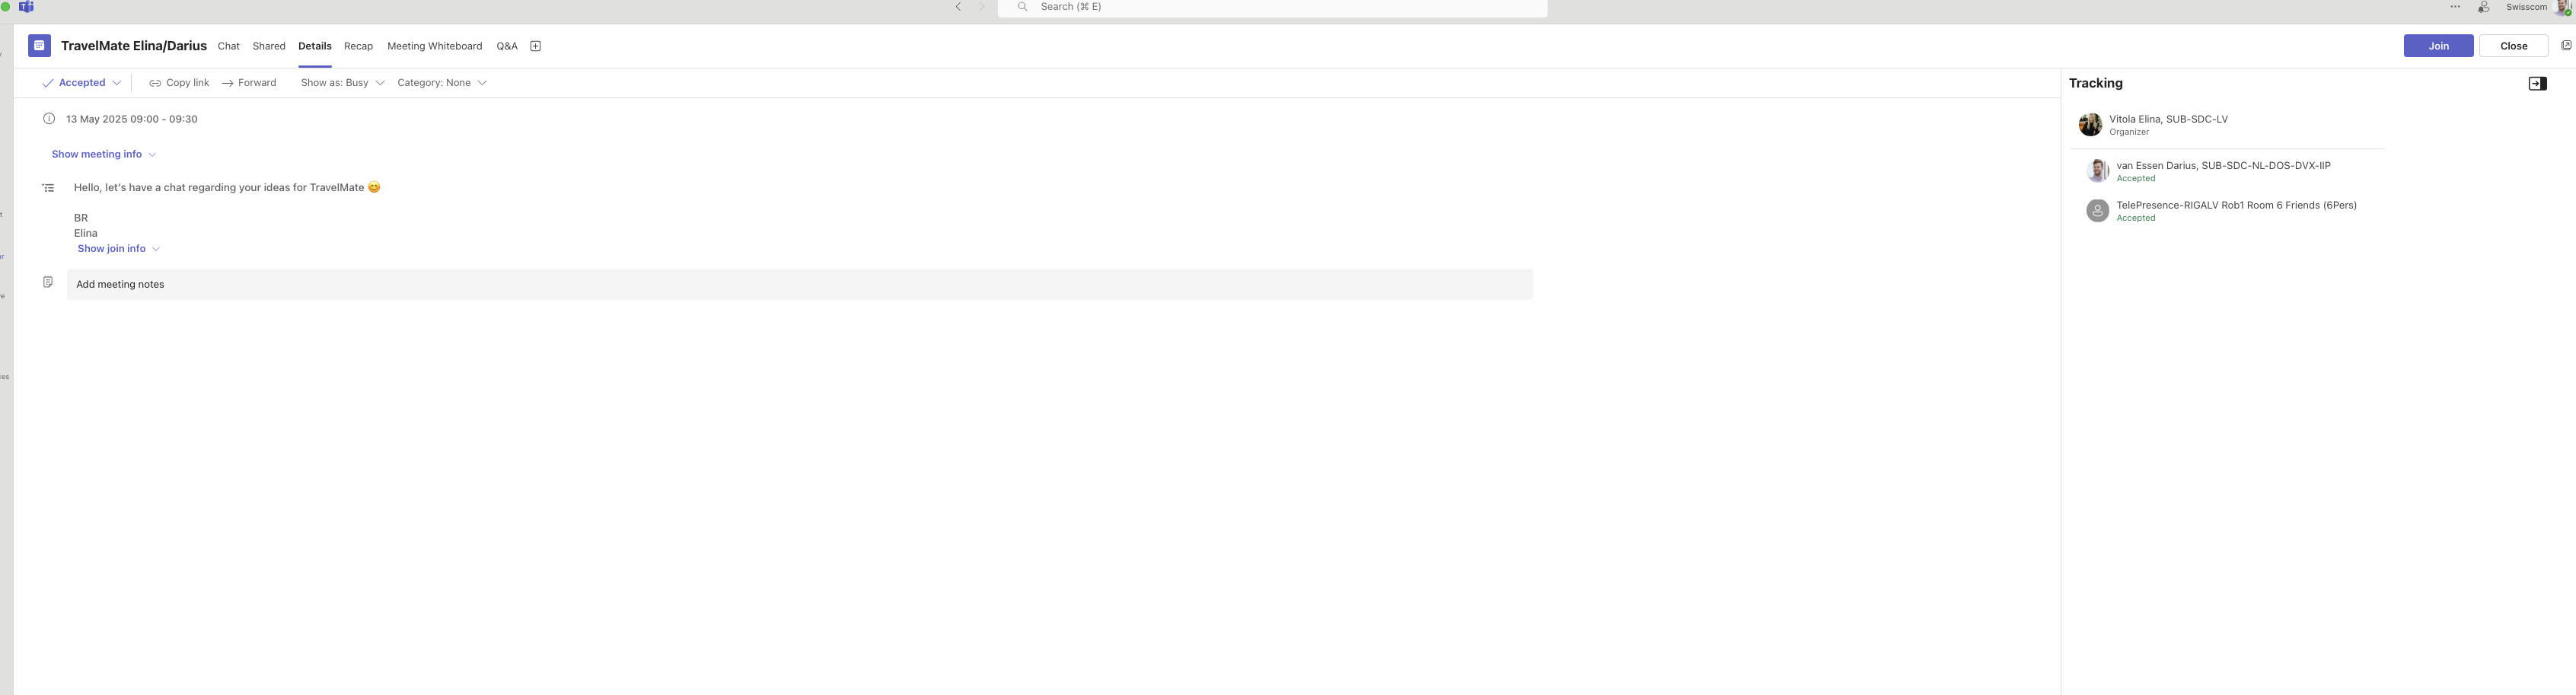 Search (⌘ E)
Swisscom
TravelMate Elina/Darius
Chat
Shared
Details
Recap
Meeting Whiteboard
Q&A
Join
Close
Accepted
Copy link
Forward
Show as: Busy
Category: None
13 May 2025 09:00 - 09:30
Show meeting info
Hello, let's have a chat regarding your ideas for TravelMate 😊
BR
Elina
Show join info
Add meeting notes
Tracking
Vitola Elina, SUB-SDC-LV
Organizer
van Essen Darius, SUB-SDC-NL-DOS-DVX-IIP
Accepted
TelePresence-RIGALV Rob1 Room 6 Friends (6Pers)
Accepted